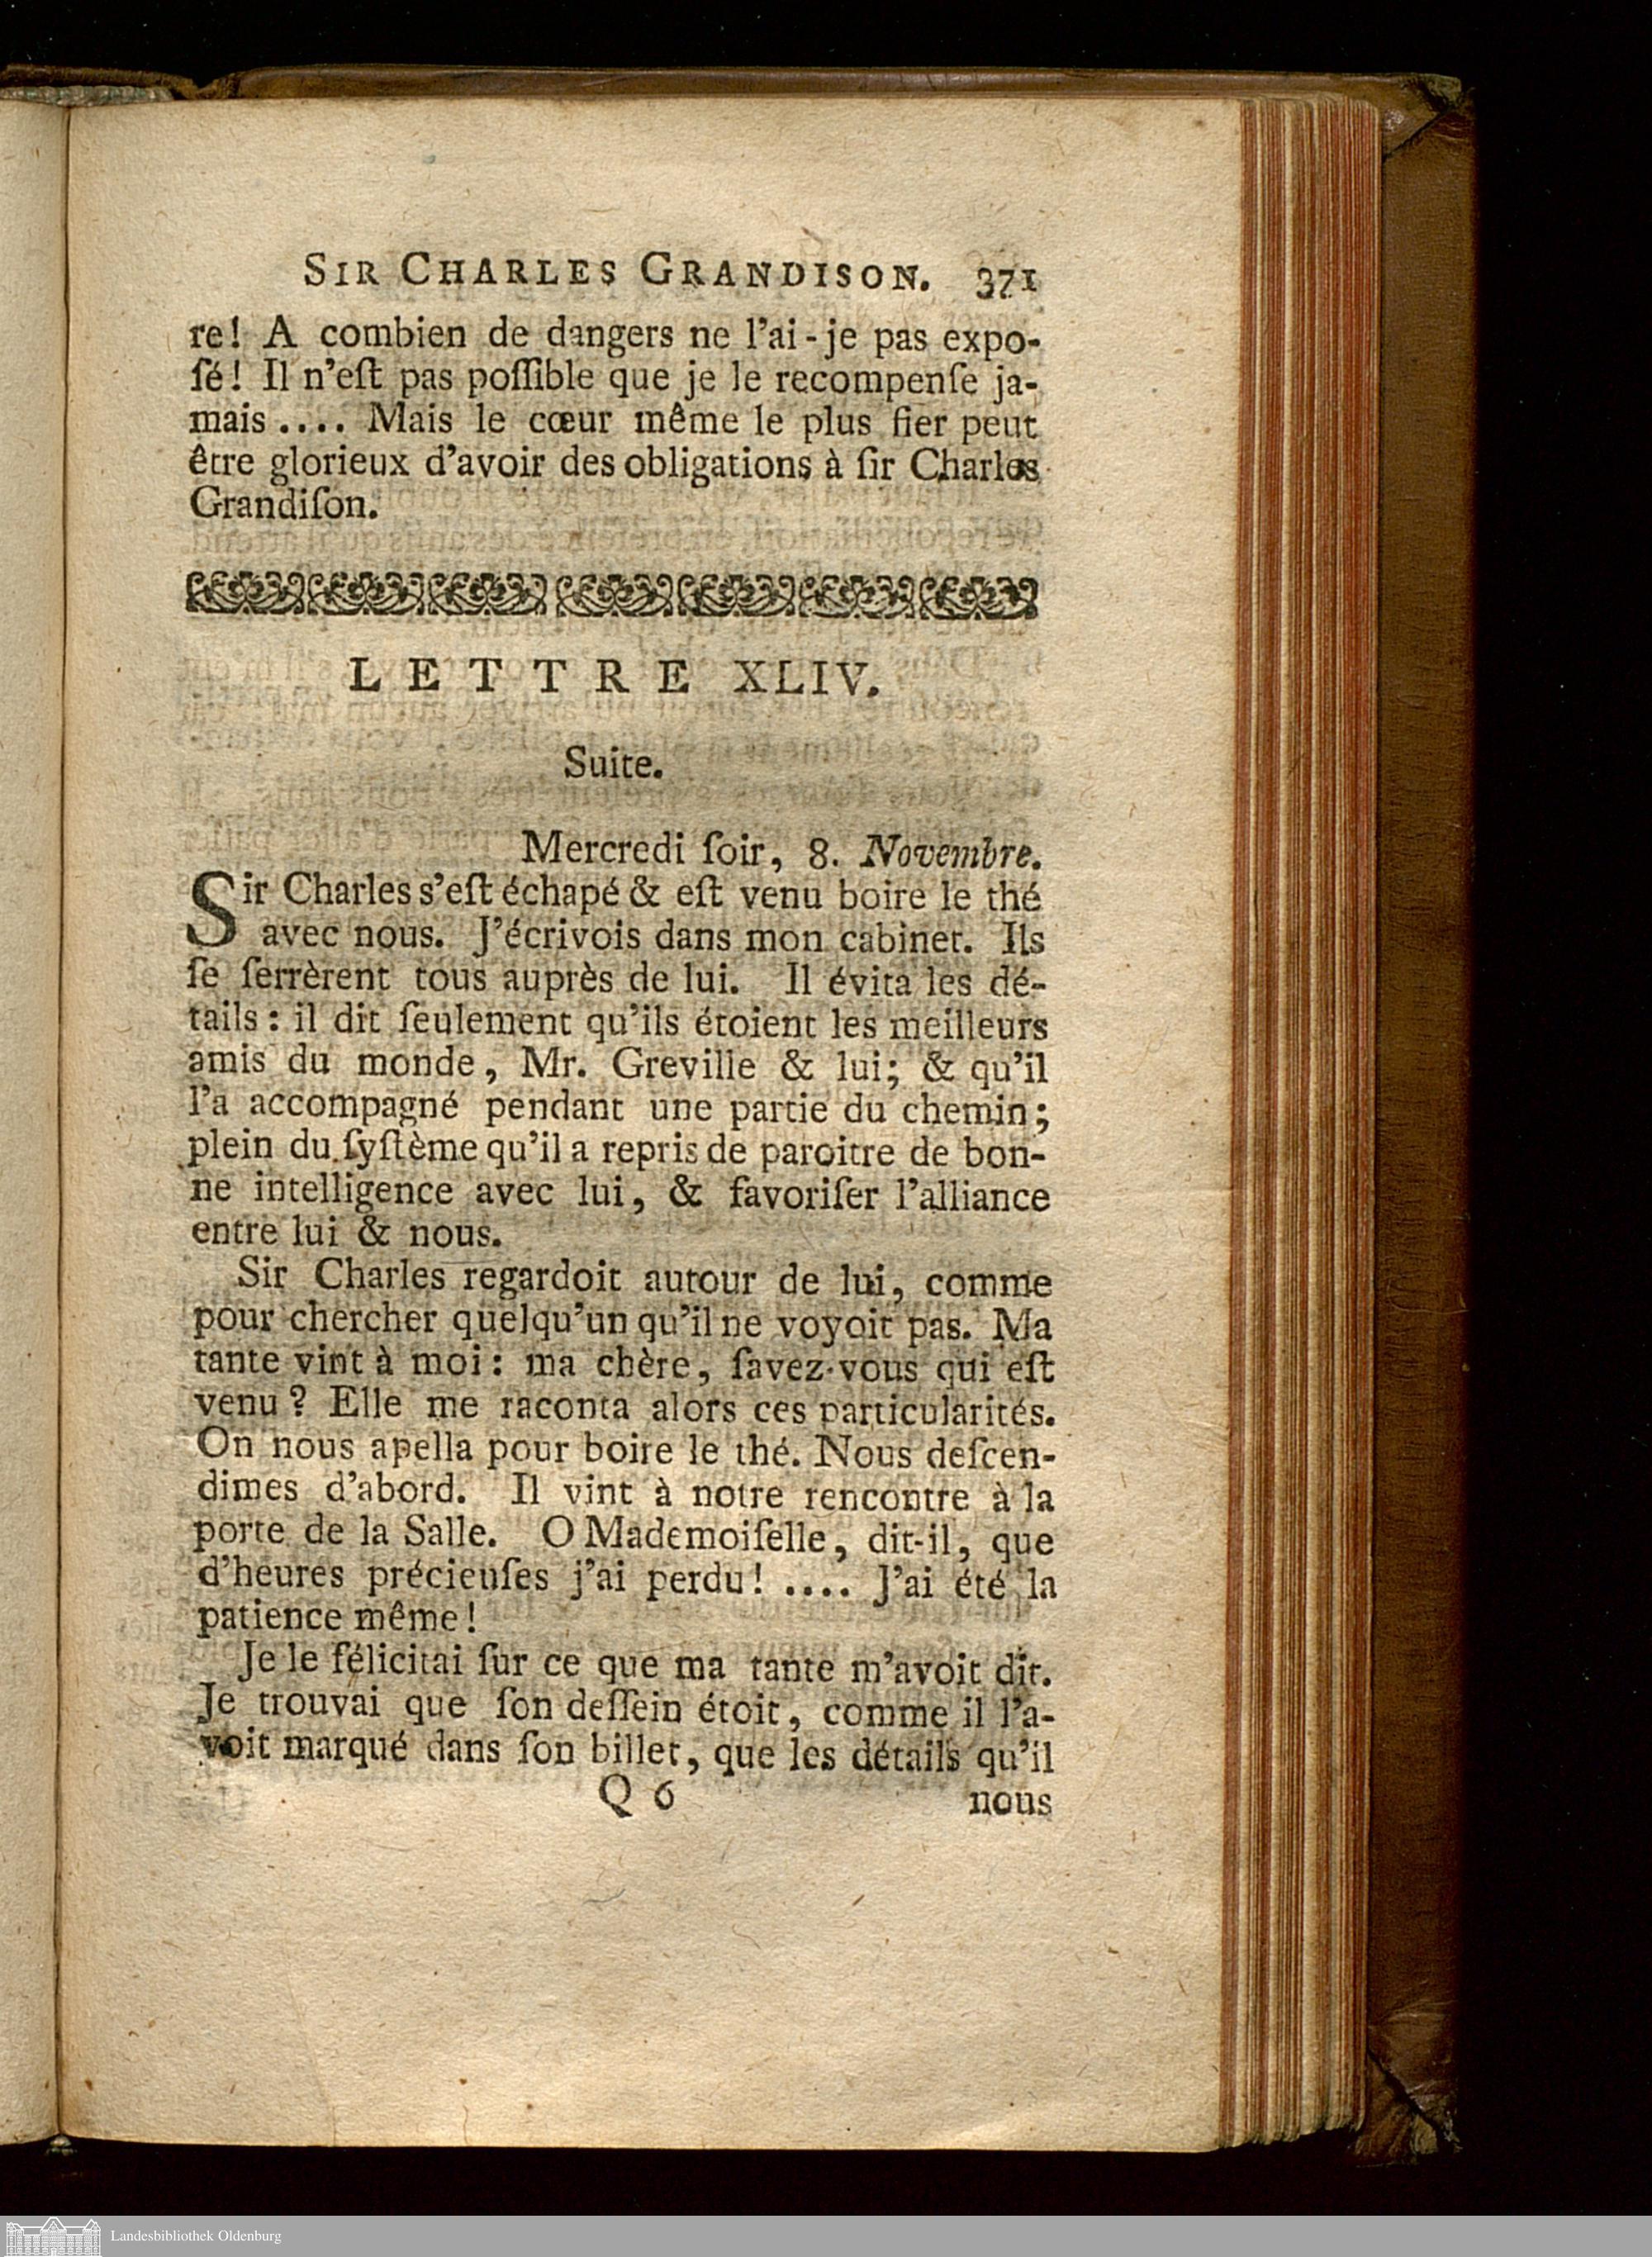 SIR CHARLES GRANDISON. 371
re! A combien de dangers ne l'ai-je pas expo-
ſé! Il n'eſt pas poſſible que je le recompenſe ja-
mais.... Mais le cœur même le plus fier peut
être glorieux d'avoir des obligations à ſir Charles
Grandiſon.
LETTRE XLIV.
Suite.
Mercredi ſoir, 8. Novembre.
Sir Charles s'eſt échapé & eſt venu boire le thé
avec nous. J'écrivois dans mon cabinet. Ils
ſe ſerrèrent tous auprès de lui. Il évita les dé-
tails: il dit ſeulement qu'ils étoient les meilleurs
amis du monde, Mr. Greville & lui; & qu'il
l'a accompagné pendant une partie du chemin;
plein du ſyſtème qu'il a repris de paroitre de bon-
ne intelligence avec lui, & favoriſer l'alliance
entre lui & nous.
Sir Charles regardoit autour de lui, comme
pour chercher quelqu'un qu'il ne voyoit pas. Ma
tante vint à moi: ma chère, ſavez-vous qui eſt
venu? Elle me raconta alors ces particularités.
On nous apella pour boire le thé. Nous deſcen-
dimes d'abord. Il vint à notre rencontre à la
porte de la Salle. O Mademoiſelle, dit-il, que
d'heures précieuſes j'ai perdu! .... J'ai été la
patience même!
Je le félicitai ſur ce que ma tante m'avoit dit.
Je trouvai que ſon deſſein étoit, comme il l'a-
voit marqué dans ſon billet, que les détails qu'il
Q 6 nous
Landesbibliothek Oldenburg